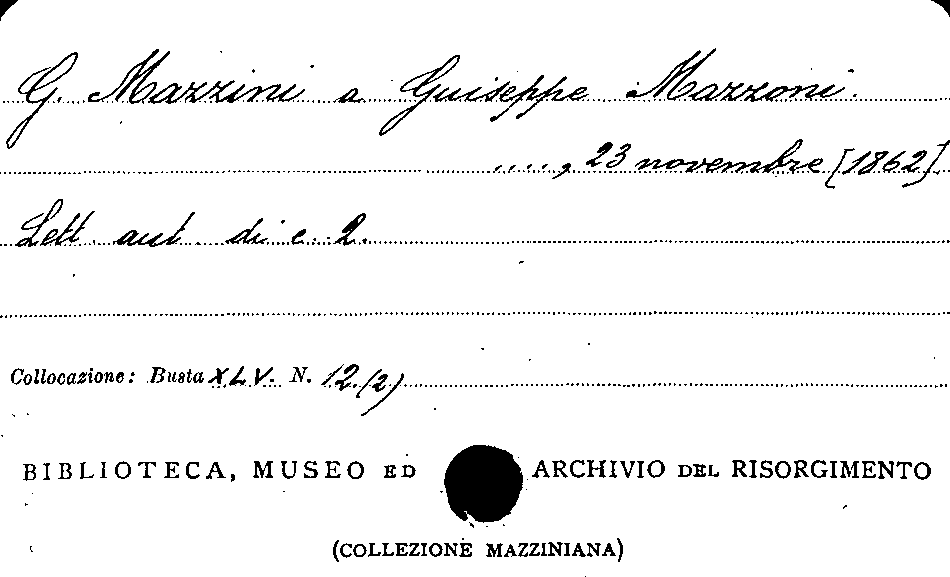 G. Mazzini a Guiseppe Mazzoni.
....., 23 novembre [1862].
Lett. aut. di c. 2.
Collocazione: Busta XLV. N. 12.(2)
BIBLIOTECA, MUSEO ED ARCHIVIO DEL RISORGIMENTO
(COLLEZIONE MAZZINIANA)